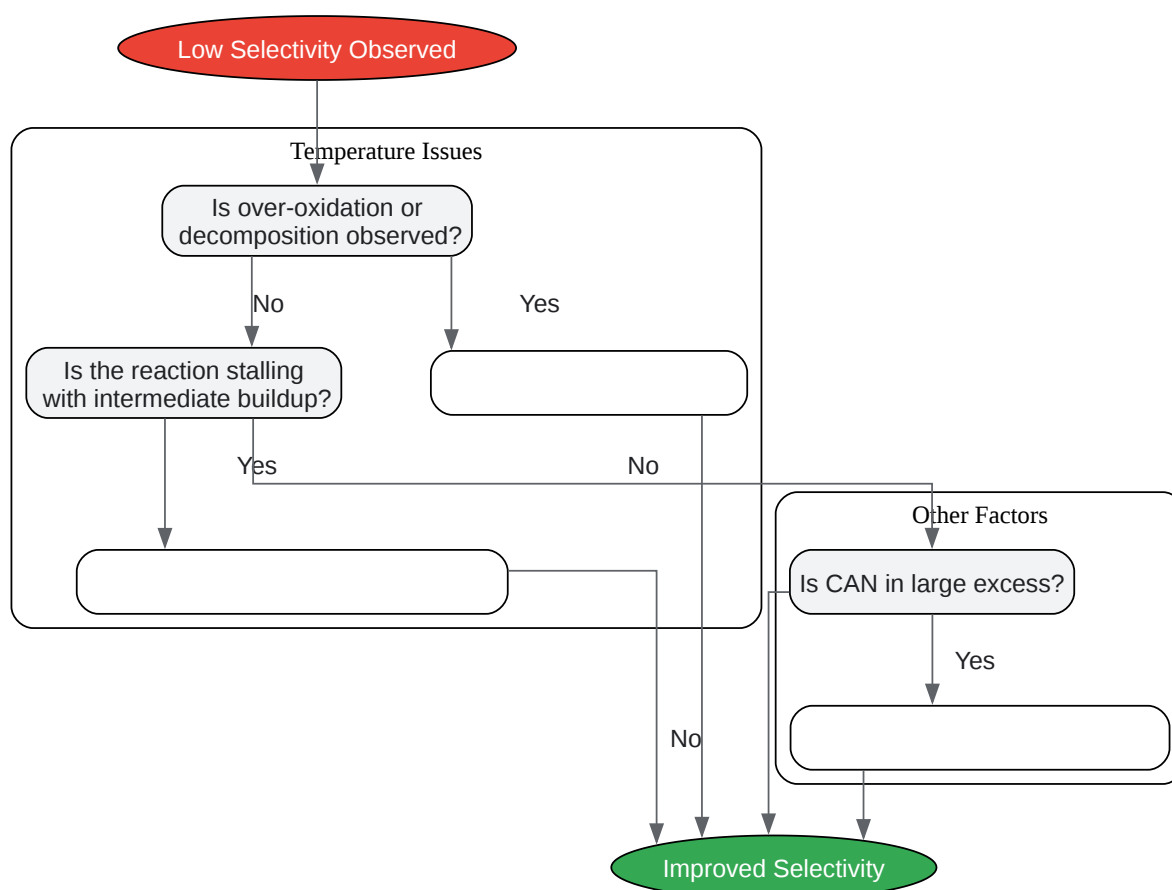 Low Selectivity Observed
Temperature Issues
Is over-oxidation or
decomposition observed?
No
Yes
Is the reaction stalling
with intermediate buildup?
Yes
No
Other Factors
Is CAN in large excess?
Yes
No
Improved Selectivity